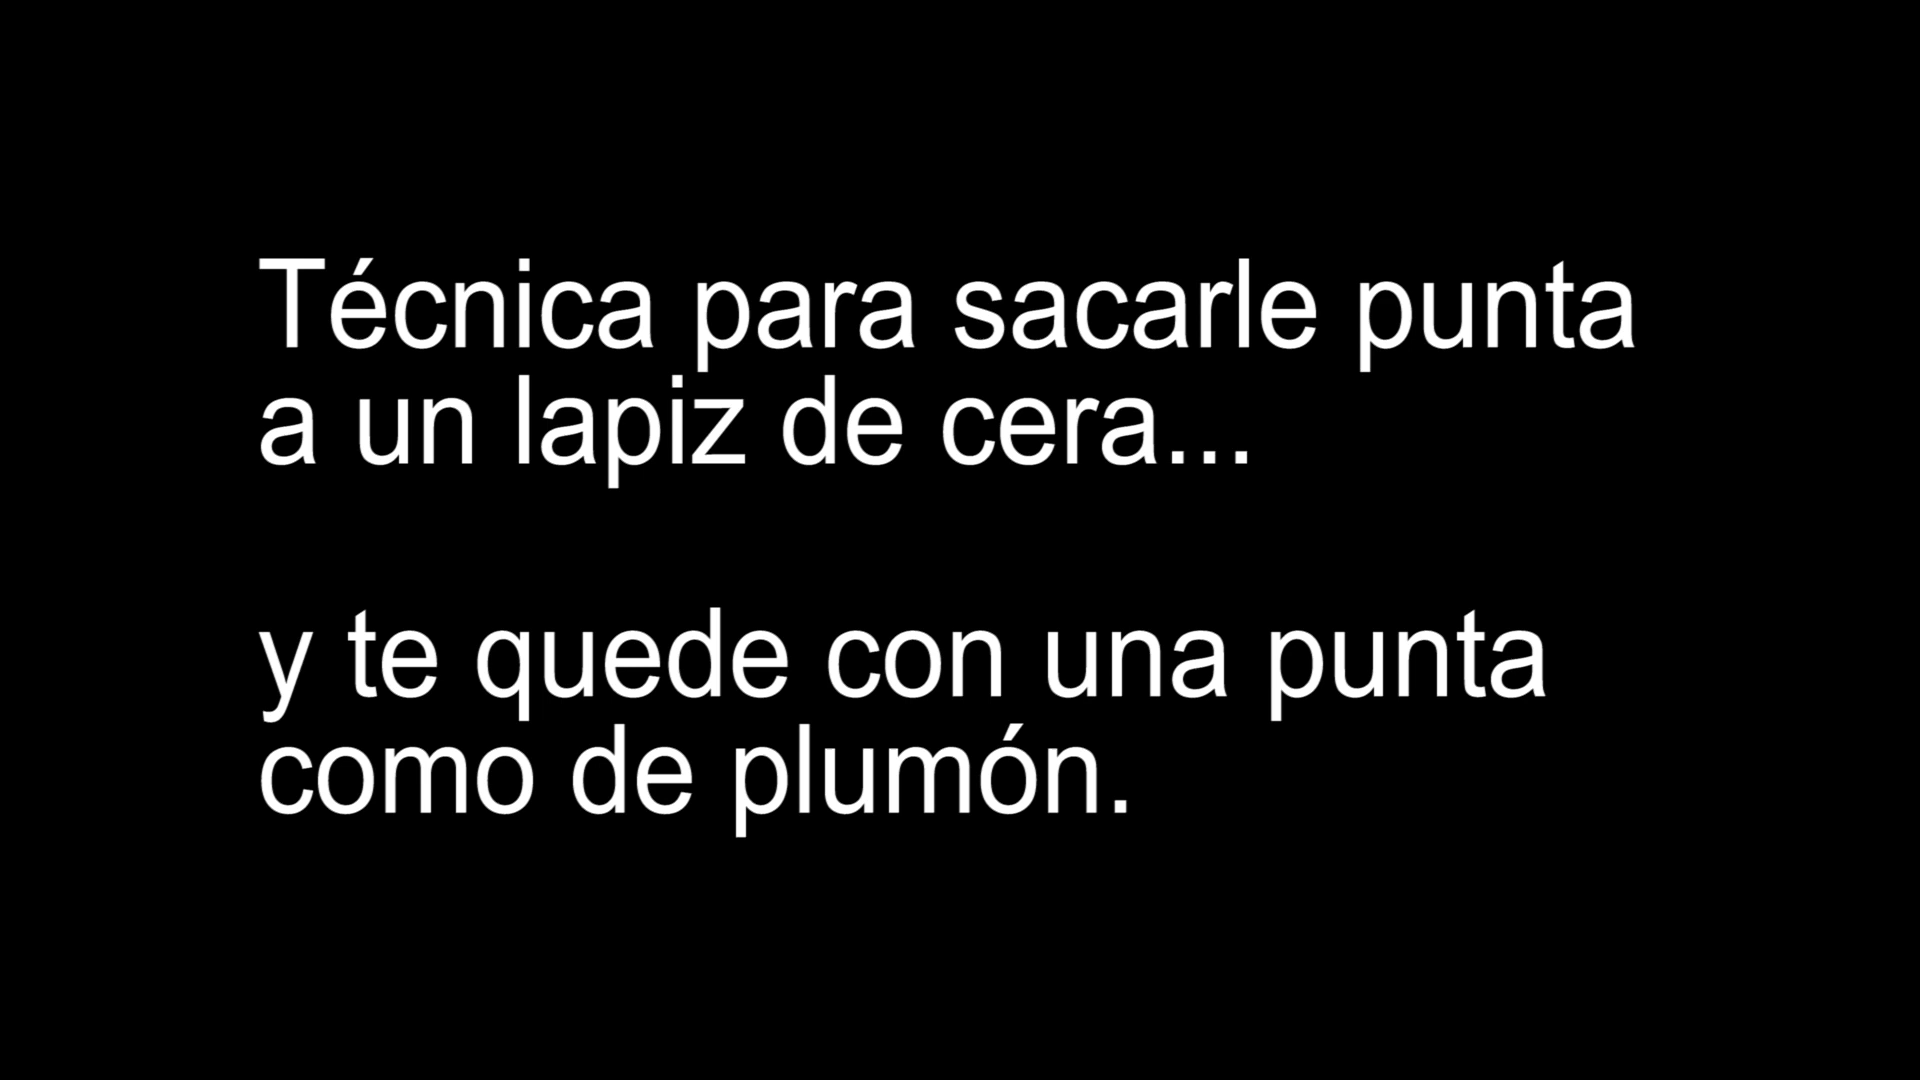 Técnica para sacarle punta
a un lapiz de cera...
y te quede con una punta
como de plumón.